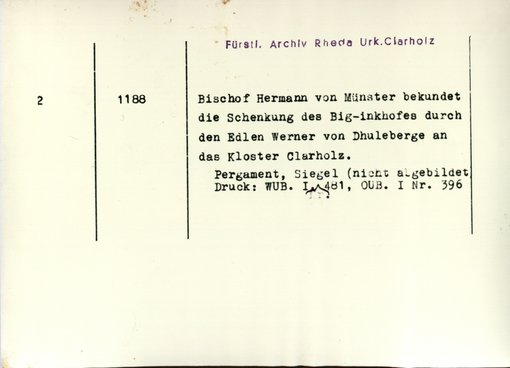 Fürstl. Archiv Rheda Urk.Clarholz
2 1188 Bischof Hermann von Münster bekundet
die Schenkung des Big-inkhofes durch
den Edlen Werner von Dhuleberge an
das Kloster Clarholz.
Pergament, Siegel (nicht abgebildet
Druck: WUB. I, 481, OUB. I Nr. 396